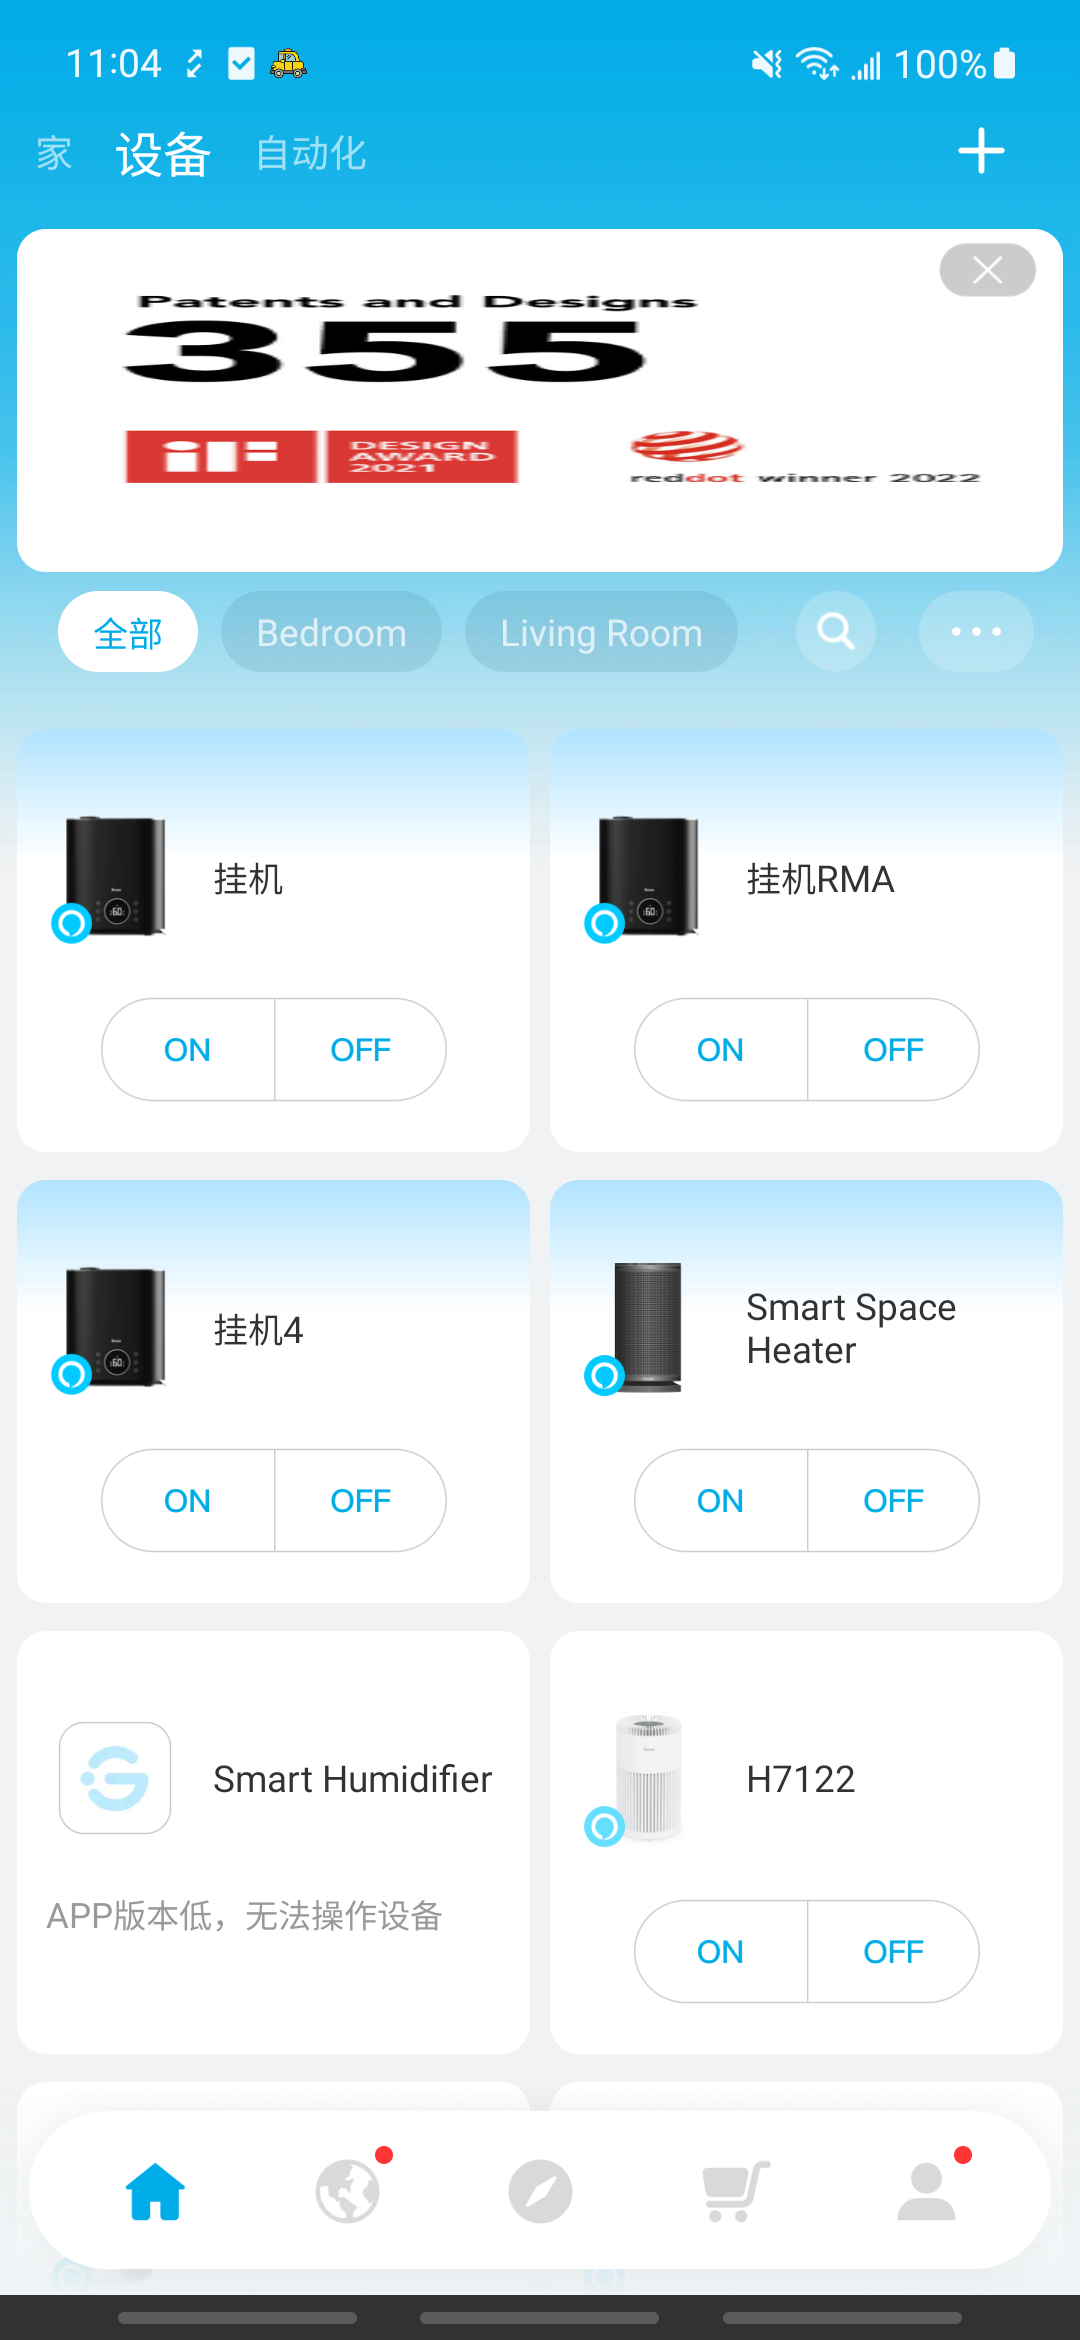 11:04
100%
家 设备 自动化
Patents and Designs
355
iF DESIGN AWARD 2021
reddot winner 2022
全部 Bedroom Living Room
挂机
挂机RMA
ON OFF
ON OFF
挂机4
Smart Space
Heater
ON OFF
ON OFF
Smart Humidifier
H7122
APP版本低，无法操作设备
ON OFF